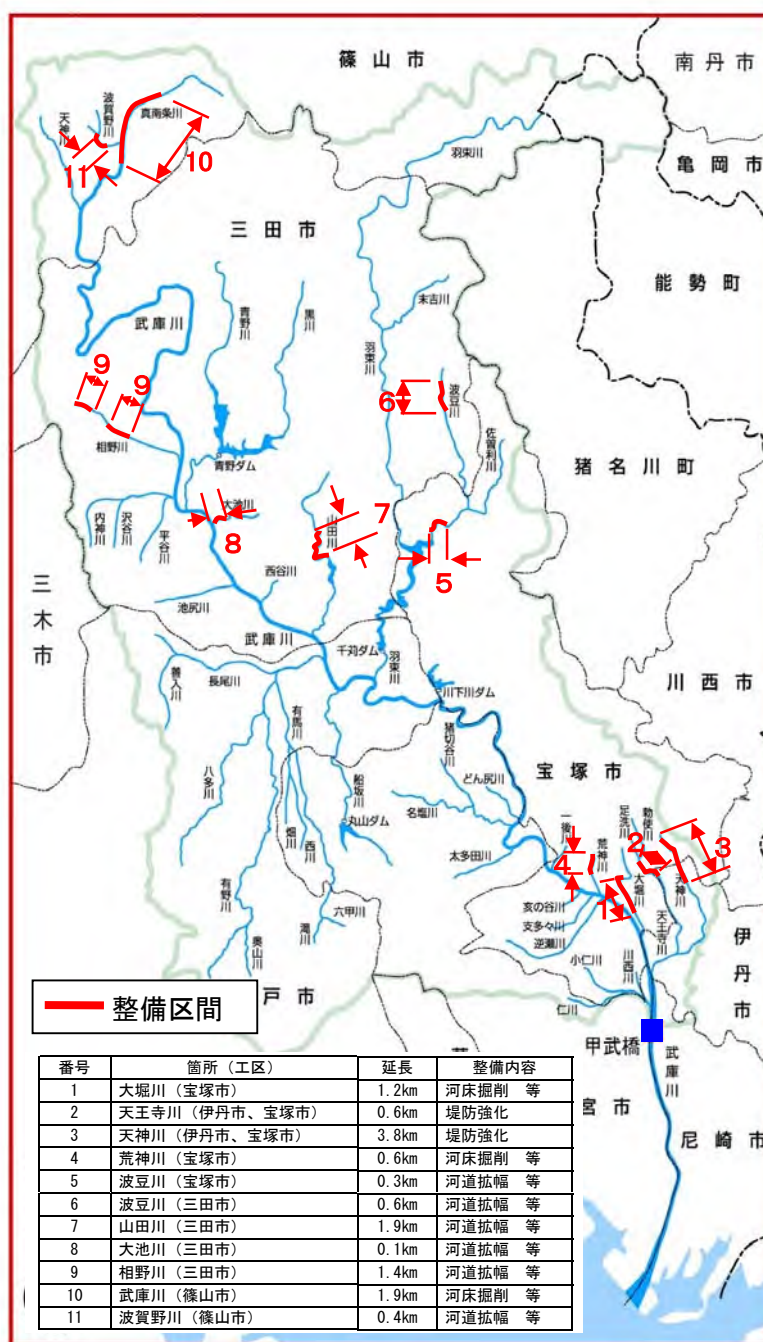 篠山市
南丹市
亀岡市
能勢町
猪名川町
川西市
伊丹市
尼崎市
三木市
三田市
宝塚市
戸市
宮市
天神川
波賀野川
真南条川
10
11
羽束川
武庫川
青野川
黒川
末吉川
羽束川
9
9
6
波豆川
佐曽利川
相野川
青野ダム
大池川
8
山田川
7
5
内神川
沢谷川
平谷川
西谷川
池尻川
武庫川
千苅ダム
羽束川
川下川ダム
善入川
長尾川
有馬川
八多川
畑川
西川
船坂川
丸山ダム
猪切谷川
どん尻川
名塩川
太多田川
一後川
荒神川
足洗川
勅使川
2
3
4
1
大堀川
天神川
天王寺川
亥の谷川
支多々川
逆瀬川
小仁川
川西川
仁川
有野川
奥山川
濁川
六甲川
甲武橋
武庫川
整備区間
番号 箇所（工区） 延長 整備内容
1 大堀川（宝塚市） 1.2km 河床掘削 等
2 天王寺川（伊丹市、宝塚市） 0.6km 堤防強化
3 天神川（伊丹市、宝塚市） 3.8km 堤防強化
4 荒神川（宝塚市） 0.6km 河床掘削 等
5 波豆川（宝塚市） 0.3km 河道拡幅 等
6 波豆川（三田市） 0.6km 河道拡幅 等
7 山田川（三田市） 1.9km 河道拡幅 等
8 大池川（三田市） 0.1km 河道拡幅 等
9 相野川（三田市） 1.4km 河道拡幅 等
10 武庫川（篠山市） 1.9km 河床掘削 等
11 波賀野川（篠山市） 0.4km 河道拡幅 等